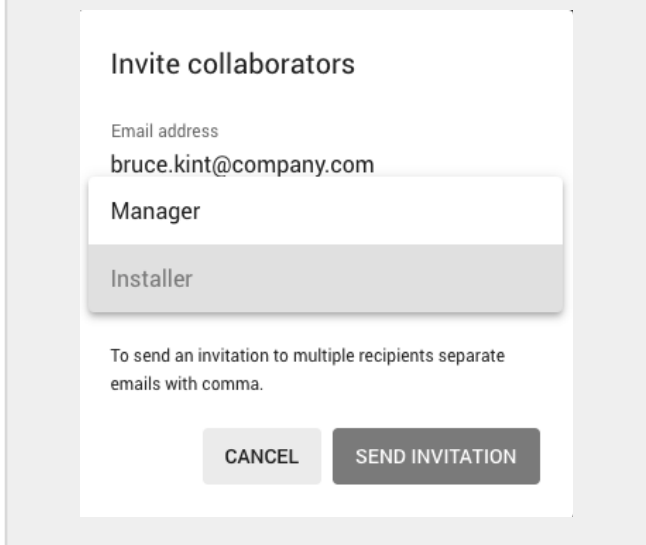 Invite collaborators
Email address
bruce.kint@company.com
Manager
Installer
To send an invitation to multiple recipients separate
emails with comma.
CANCEL
SEND INVITATION